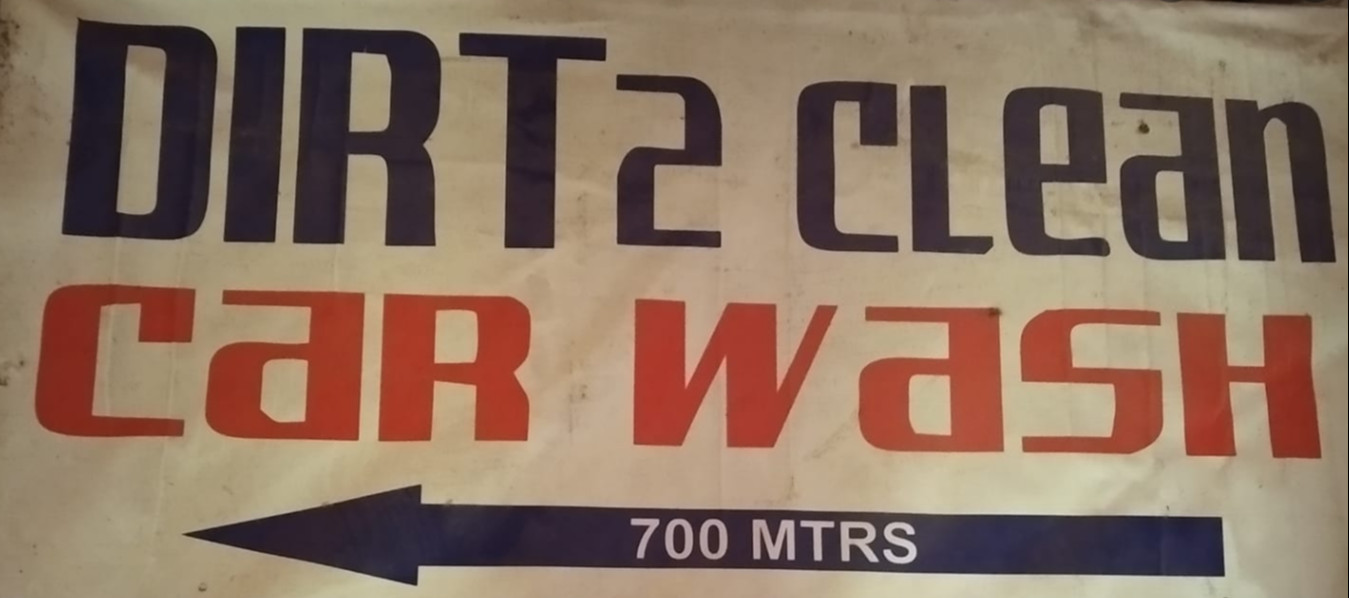 DIRT2 CLean
caR WasH
700 MTRS